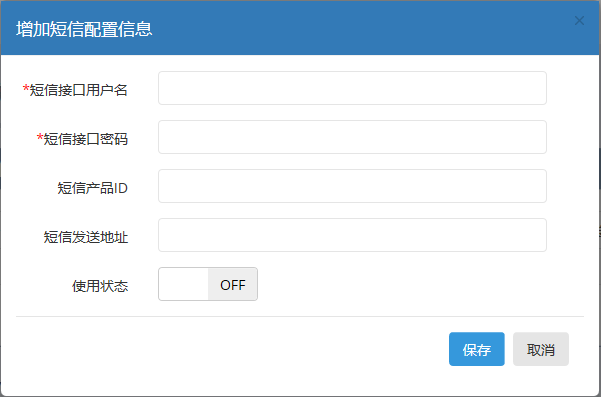 增加短信配置信息
×
*短信接口用户名
*短信接口密码
短信产品ID
短信发送地址
使用状态 OFF
保存 取消